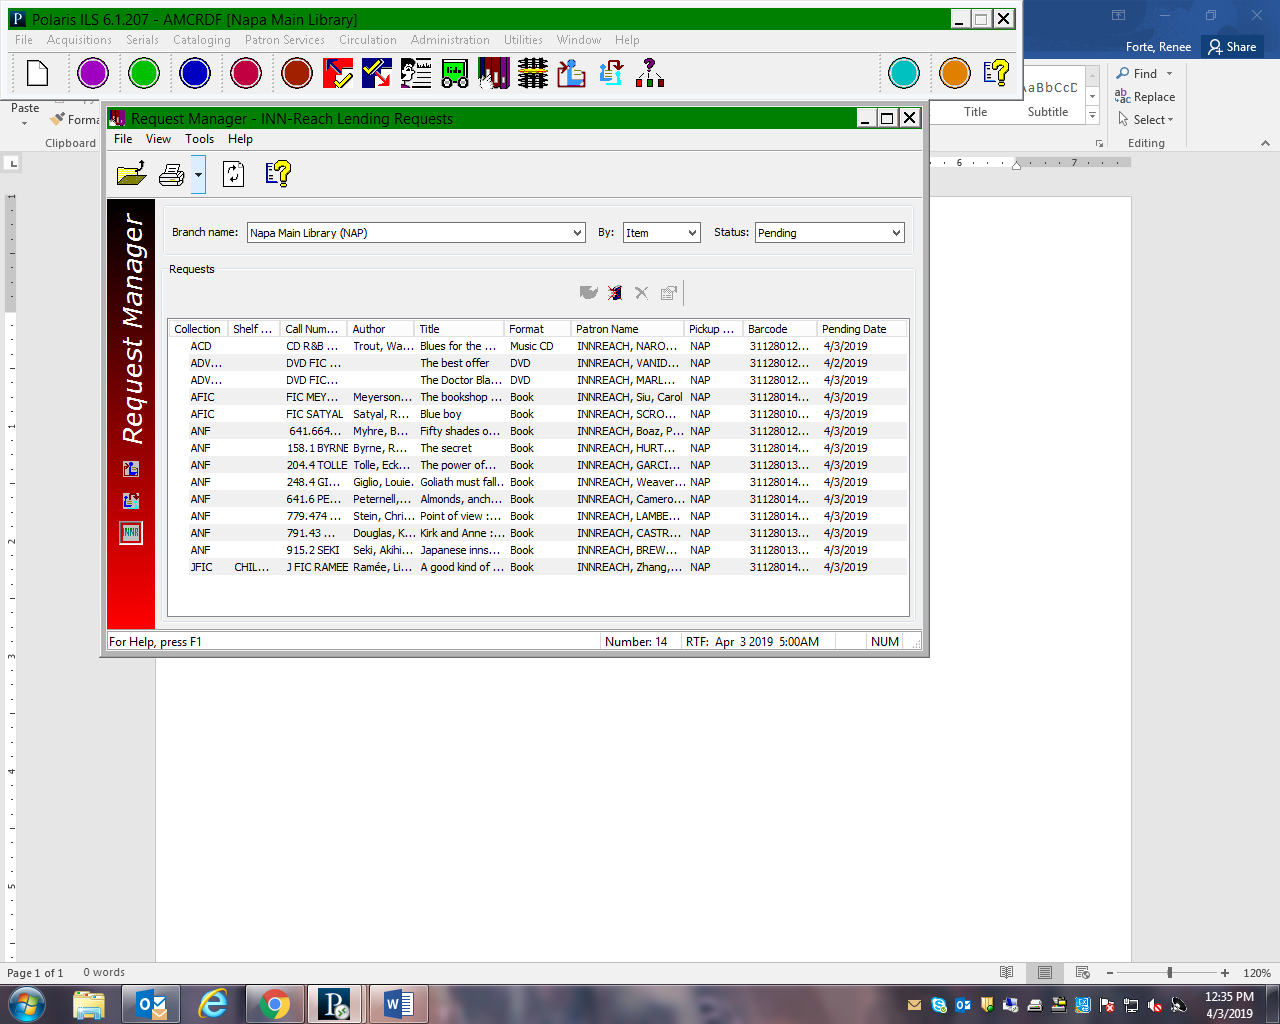 Polaris ILS 6.1.207 - AMCRDF [Napa Main Library]
File Acquisitions Serials Cataloging Patron Services Circulation Administration Utilities Window Help
Forte, Renee Share
Paste
Forma
Clipboard
AaBbCcD
Title Subtitle
Find
Replace
Select
Editing
Request Manager - INN-Reach Lending Requests
File View Tools Help
Request Manager
Branch name: Napa Main Library (NAP) By: Item Status: Pending
Requests
Collection Shelf ... Call Num... Author Title Format Patron Name Pickup ... Barcode Pending Date
ACD CD R&B ... Trout, Wa... Blues for the ... Music CD INNREACH, NARO... NAP 31128012... 4/3/2019
ADV... DVD FIC ... The best offer DVD INNREACH, VANID... NAP 31128012... 4/2/2019
ADV... DVD FIC... The Doctor Bla... DVD INNREACH, MARL... NAP 31128012... 4/3/2019
AFIC FIC MEY... Meyerson... The bookshop ... Book INNREACH, Siu, Carol NAP 31128014... 4/3/2019
AFIC FIC SATYAL Satyal, R... Blue boy Book INNREACH, SCRO... NAP 31128010... 4/3/2019
ANF 641.664... Myhre, B... Fifty shades o... Book INNREACH, Boaz, P... NAP 31128012... 4/3/2019
ANF 158.1 BYRNE Byrne, R... The secret Book INNREACH, HURT... NAP 31128014... 4/3/2019
ANF 204.4 TOLLE Tolle, Eck... The power of... Book INNREACH, GARCI... NAP 31128013... 4/3/2019
ANF 248.4 GI... Giglio, Louie. Goliath must fall... Book INNREACH, Weaver... NAP 31128014... 4/3/2019
ANF 641.6 PE... Peternell,... Almonds, anch... Book INNREACH, Camero... NAP 31128014... 4/3/2019
ANF 779.474 ... Stein, Chri... Point of view :... Book INNREACH, LAMBE... NAP 31128014... 4/3/2019
ANF 791.43 ... Douglas, K... Kirk and Anne :... Book INNREACH, CASTR... NAP 31128013... 4/3/2019
ANF 915.2 SEKI Seki, Akihi... Japanese inns... Book INNREACH, BREW... NAP 31128013... 4/3/2019
JFIC CHIL... J FIC RAMEE Ramée, Li... A good kind of ... Book INNREACH, Zhang,... NAP 31128014... 4/3/2019
For Help, press F1 Number: 14 RTF: Apr 3 2019 5:00AM NUM
Page 1 of 1 0 words 120%
12:35 PM
4/3/2019